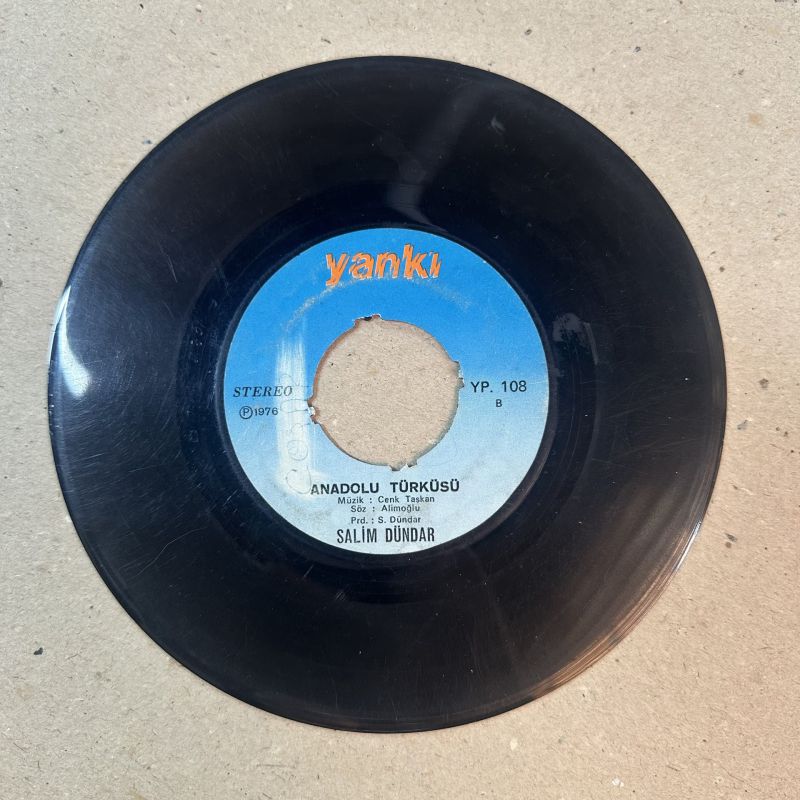 yankı
STEREO
℗1976
YP. 108
B
ANADOLU TÜRKÜSÜ
Müzik : Cenk Taşkan
Söz : Alimoğlu
Prd. : S. Dündar
SALİM DÜNDAR